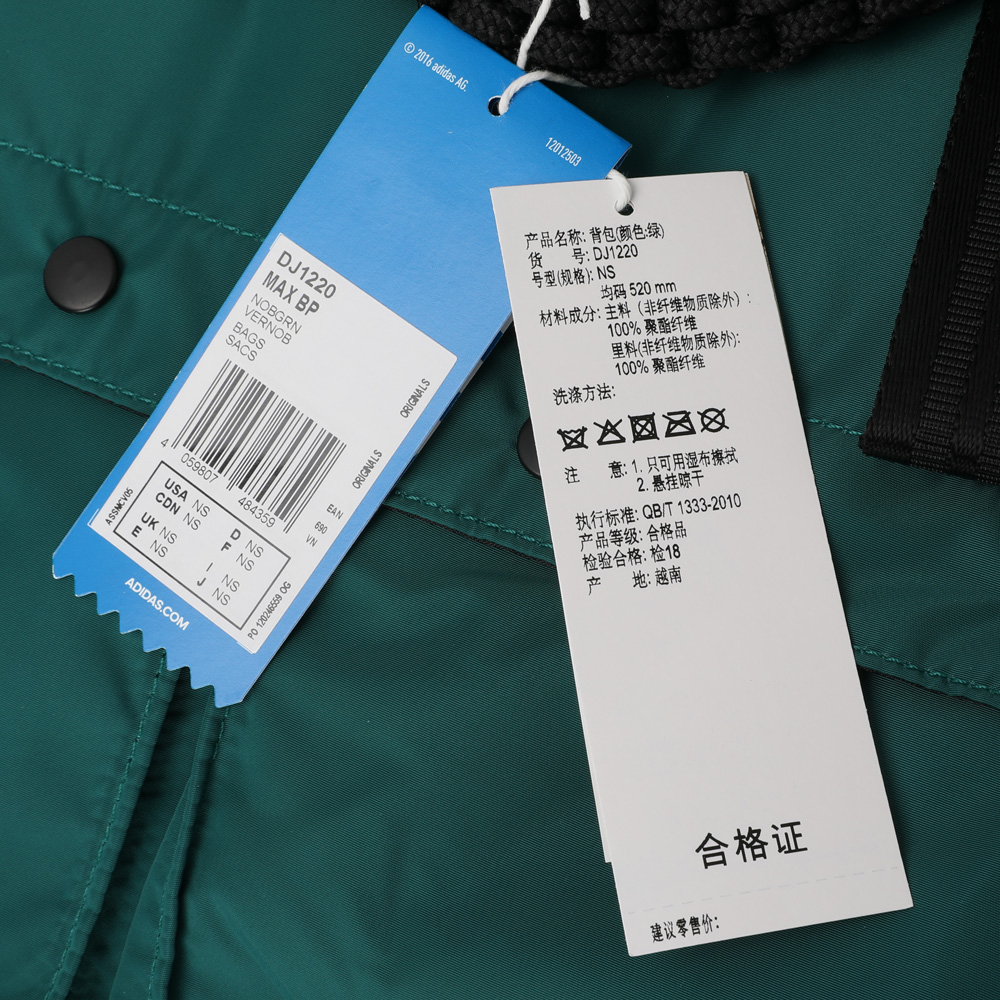 © 2016 adidas AG.
12012503
DJ1220
MAX BP
NOBGRN
VERNOB
BAGS
SACS
ORIGINALS
4 059807 484359
ORIGINALS
EAN
690
VN
ASSMCV05
USA NS
CDN NS
UK NS
E NS
D NS
F NS
I NS
J NS
PO 120246559 OG
ADIDAS.COM
产品名称: 背包(颜色:绿)
货 号: DJ1220
号型(规格): NS
均码 520 mm
材料成分: 主料（非纤维物质除外）:
100% 聚酯纤维
里料(非纤维物质除外):
100% 聚酯纤维
洗涤方法:
注 意: 1. 只可用湿布擦拭
2. 悬挂晾干
执行标准: QB/T 1333-2010
产品等级: 合格品
检验合格: 检18
产 地: 越南
合格证
建议零售价: